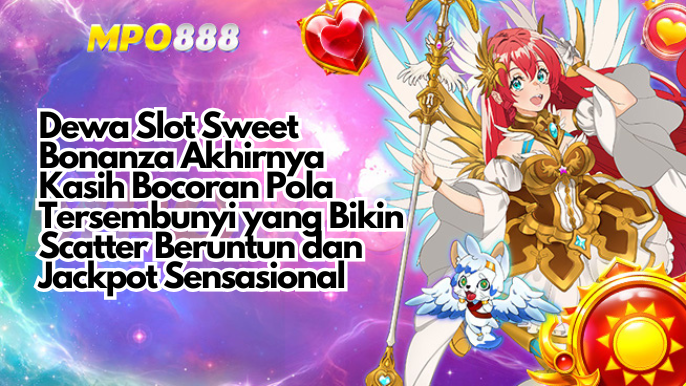 MPO888
Dewa Slot Sweet
Bonanza Akhirnya
Kasih Bocoran Pola
Tersembunyi yang Bikin
Scatter Beruntun dan
Jackpot Sensasional